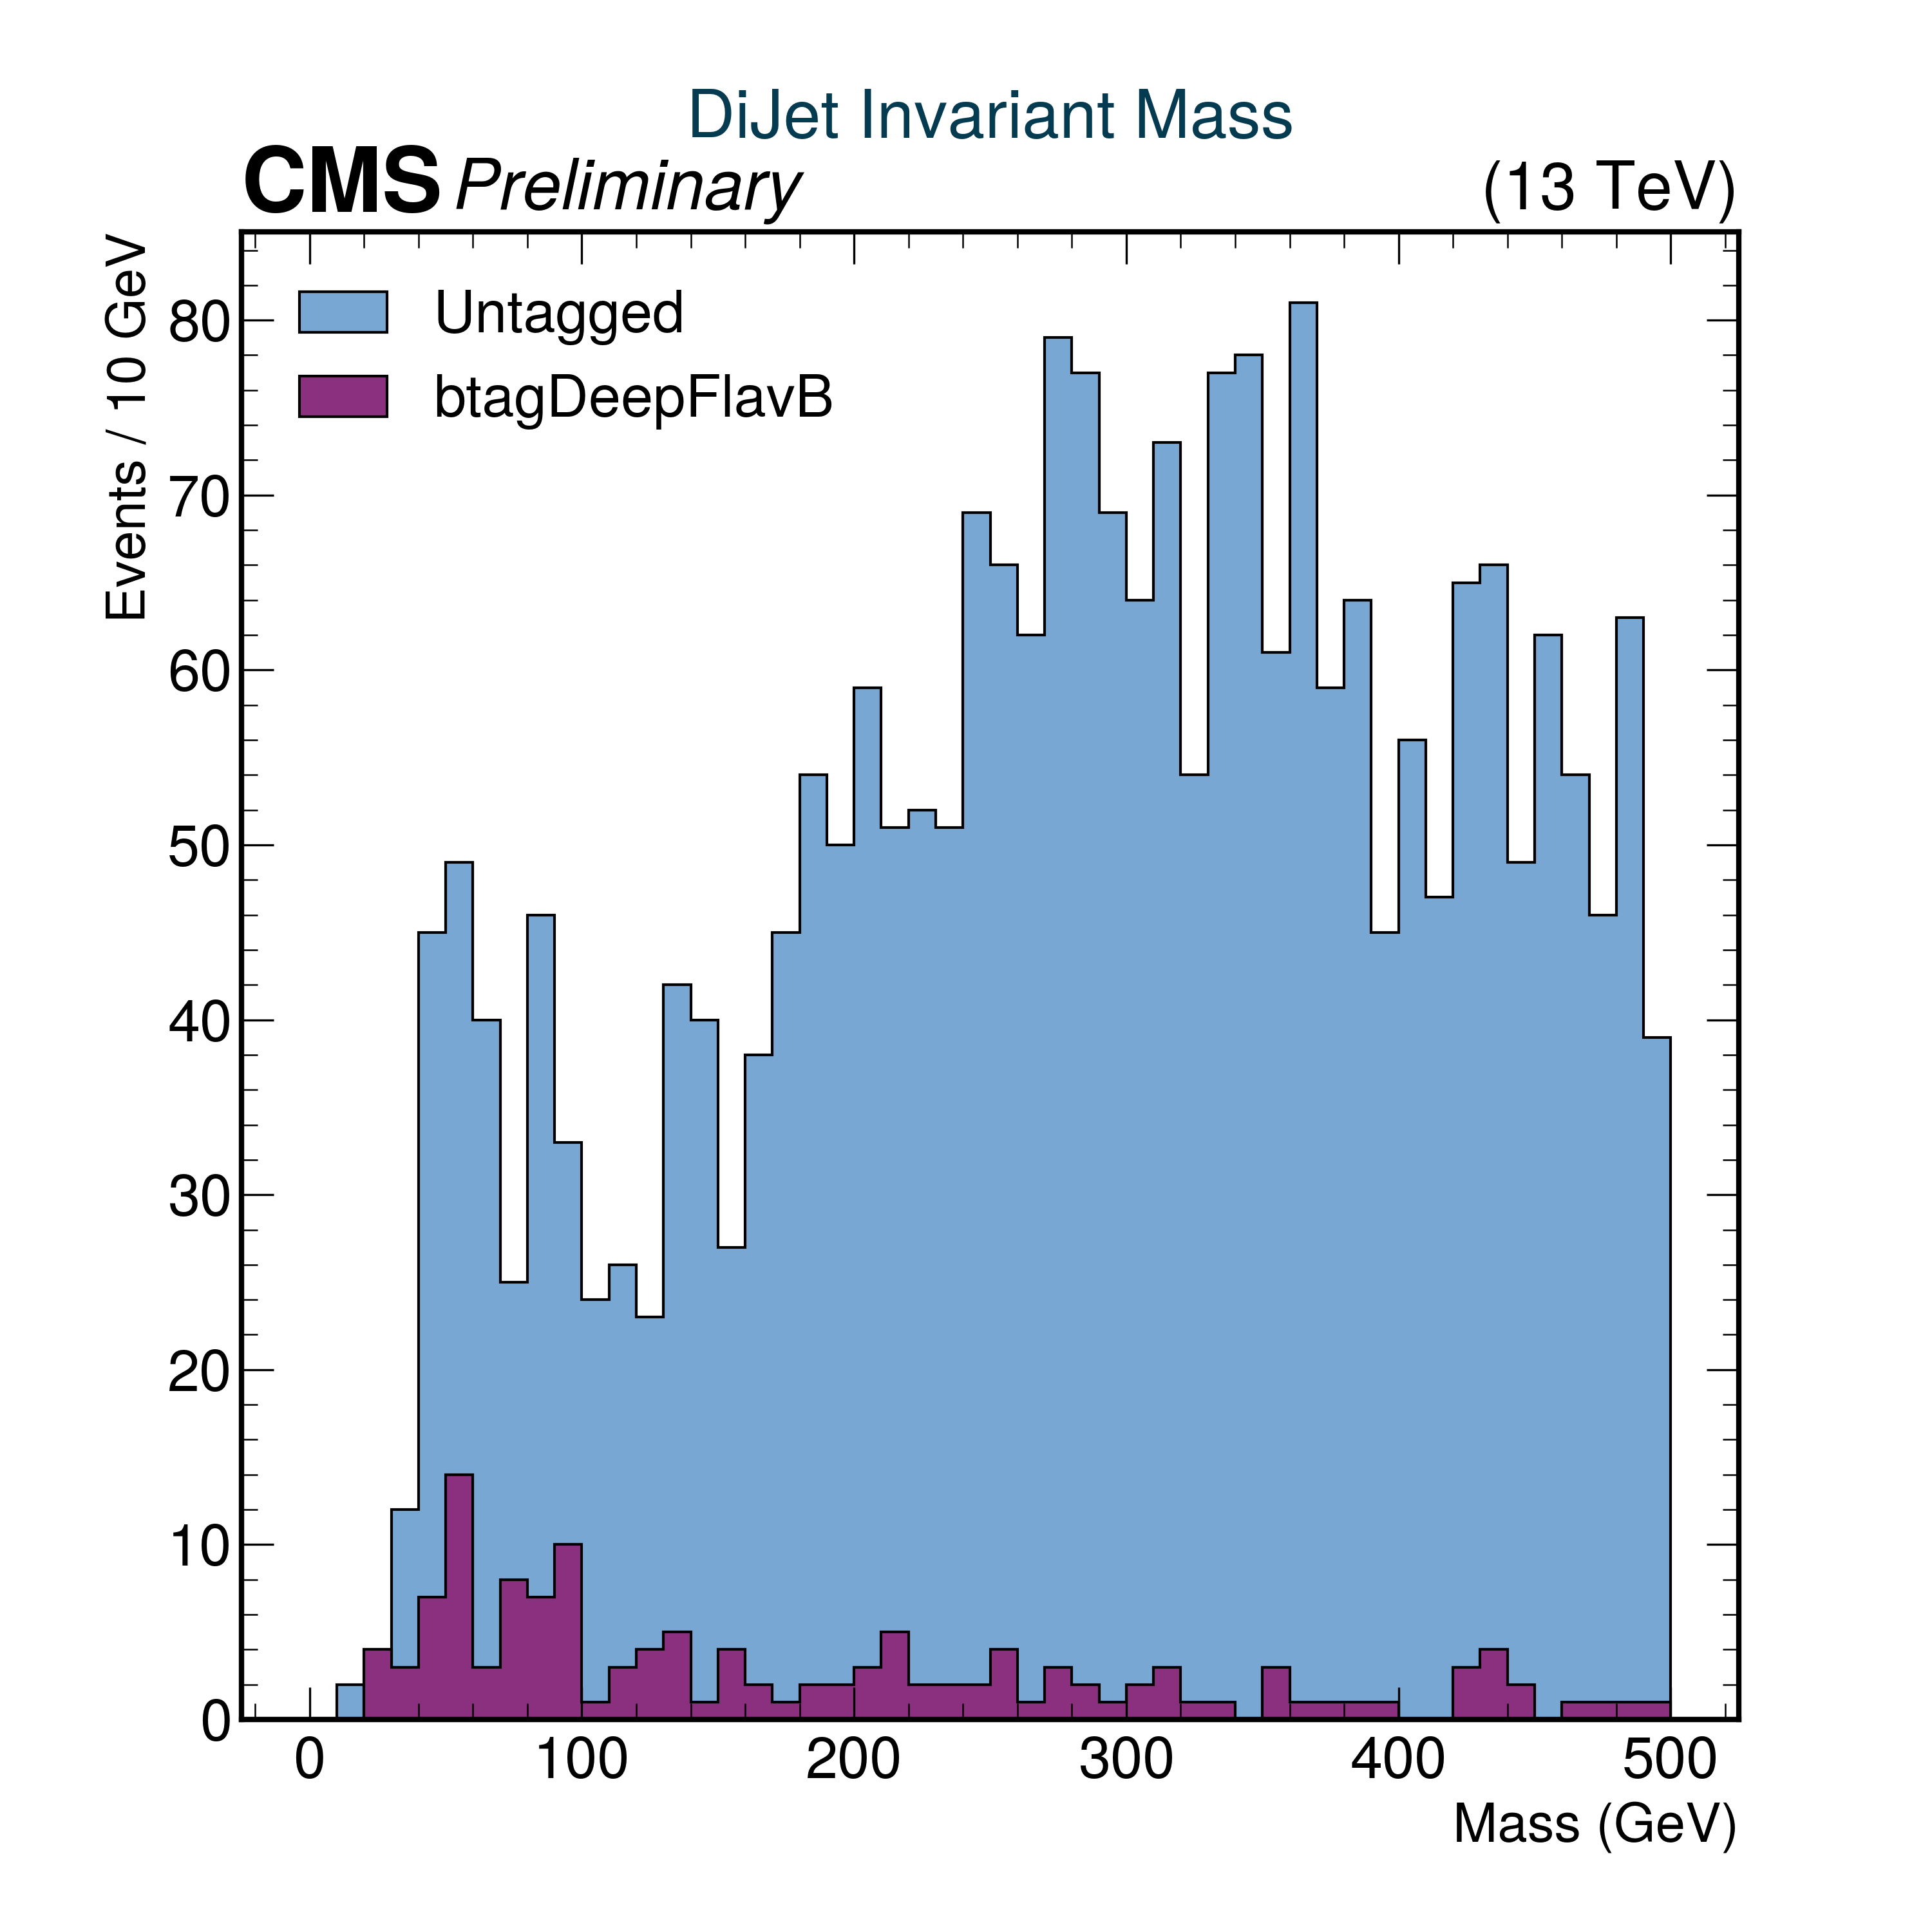 DiJet Invariant Mass
CMS Preliminary (13 TeV)
Events / 10 GeV
Untagged
btagDeepFlavB
80
70
60
50
40
30
20
10
0
0 100 200 300 400 500
Mass (GeV)